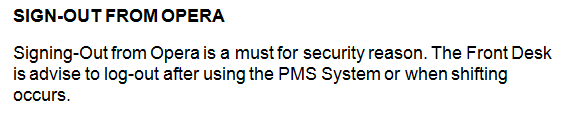 SIGN-OUT FROM OPERA
Signing-Out from Opera is a must for security reason. The Front Desk
is advise to log-out after using the PMS System or when shifting
occurs.